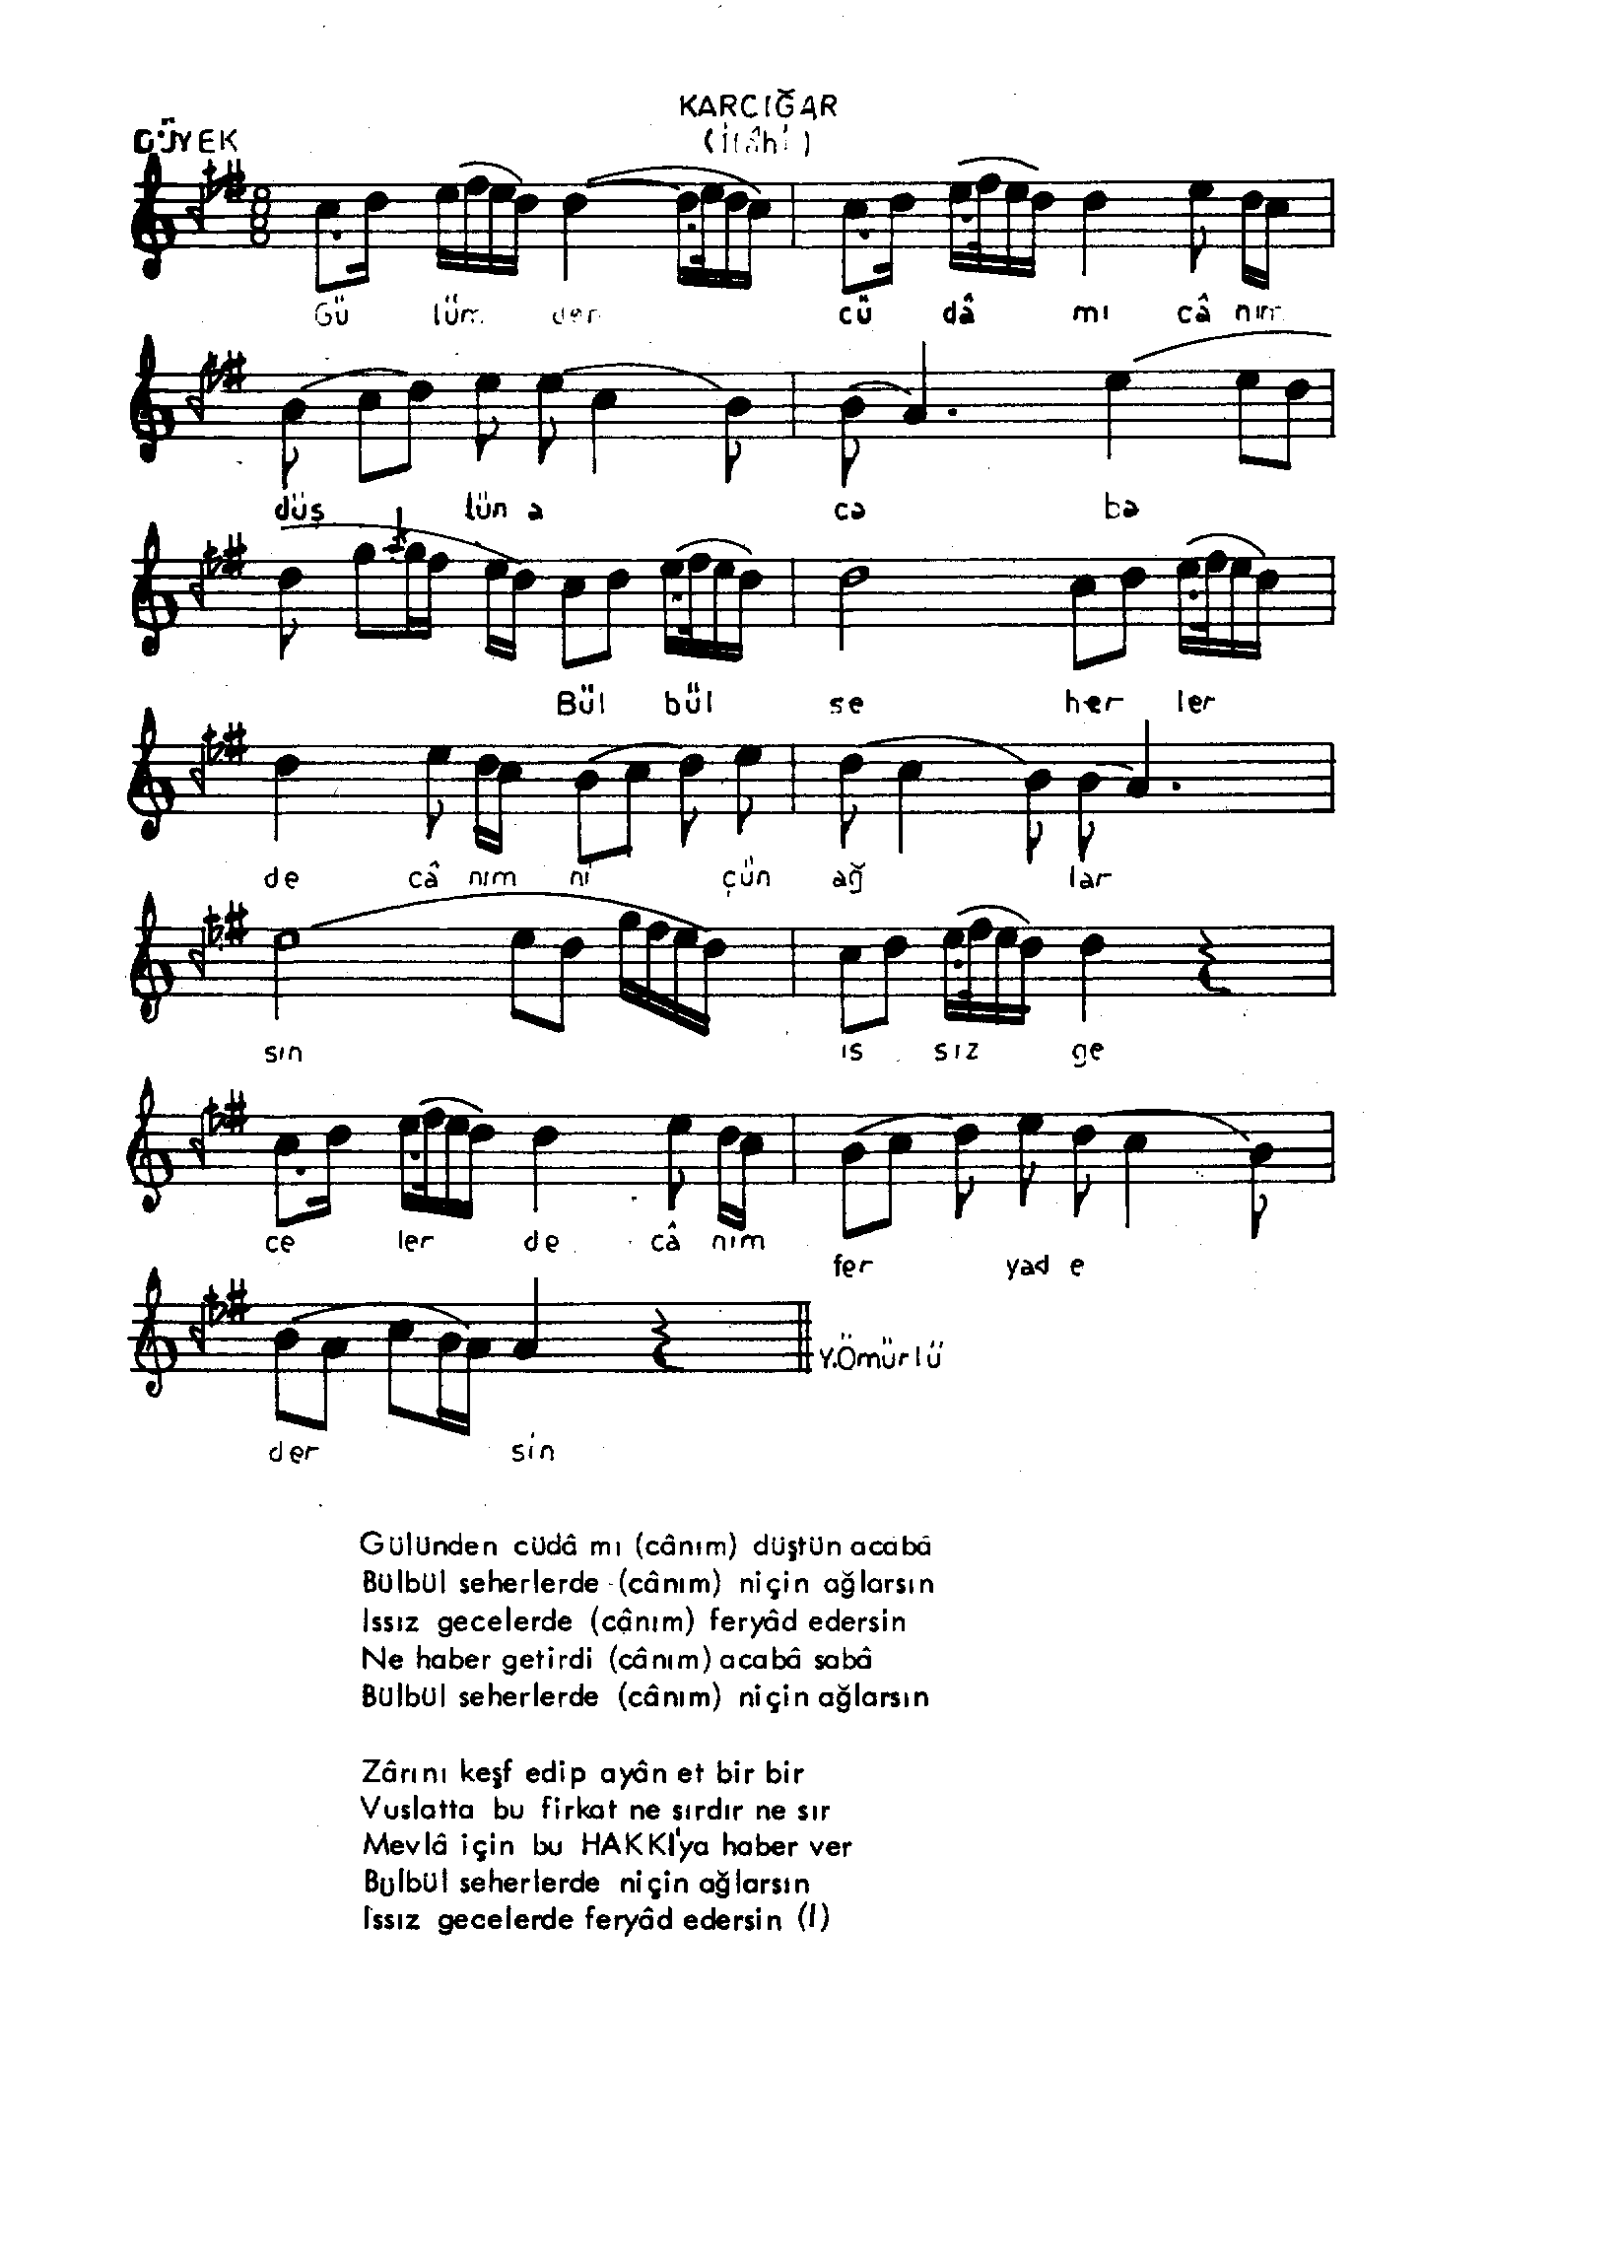 KARCIĞAR
DÜYEK
(İlâhi)
Gü lüm den cü dâ mı câ nım
düş tün a ca ba
Bül bül se her ler
de câ nım ni çün ağ lar
sın ıs sız ge
ce ler de câ nım fer yad e
Y.Ömürlü
der sin
Gülünden cüdâ mı (cânım) düştün acabâ
Bülbül seherlerde (cânım) niçin ağlarsın
Issız gecelerde (cânım) feryâd edersin
Ne haber getirdi (cânım) acabâ sabâ
Bülbül seherlerde (cânım) niçin ağlarsın
Zârını keşf edip ayân et bir bir
Vuslatta bu firkat ne sırdır ne sır
Mevlâ için bu HAKKI'ya haber ver
Bülbül seherlerde niçin ağlarsın
Issız gecelerde feryâd edersin (I)